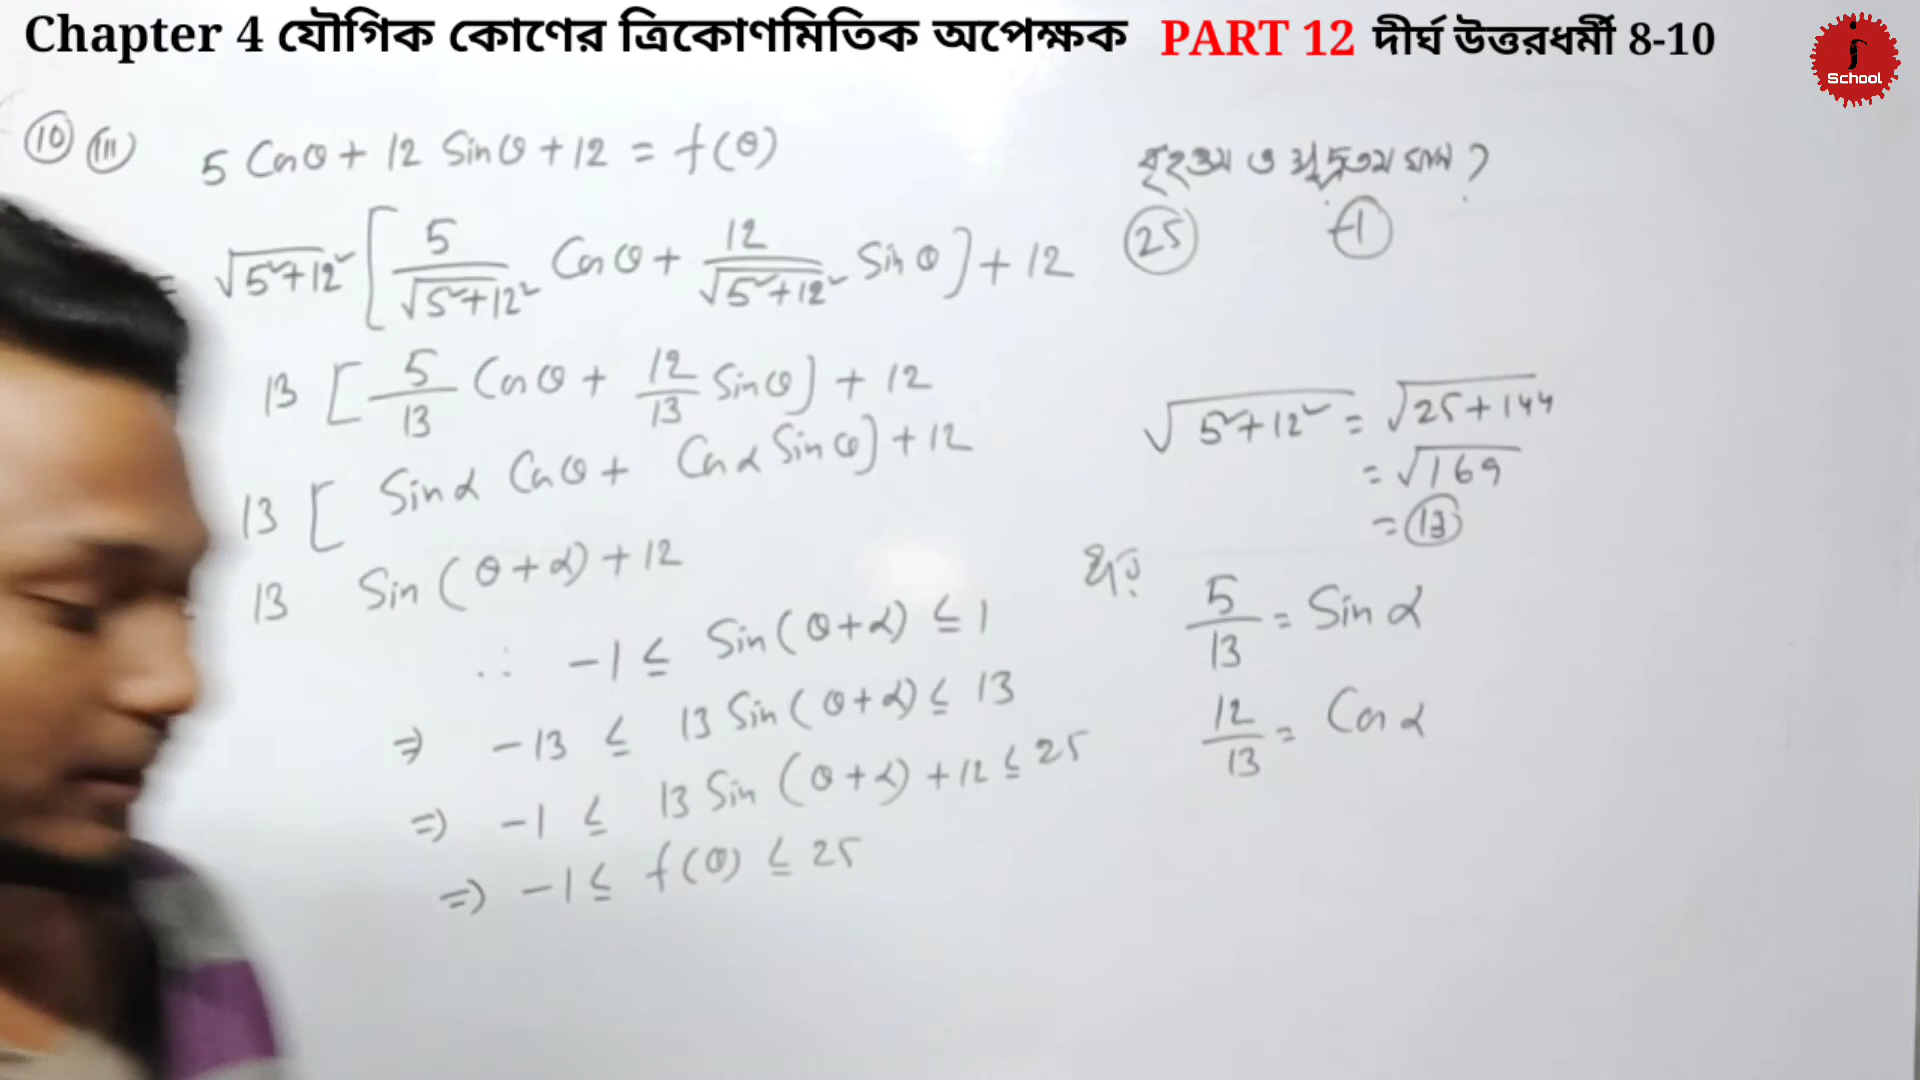 Chapter 4 যৌগিক কোণের ত্রিকোণমিতিক অপেক্ষক PART 12 দীর্ঘ উত্তরধর্মী 8-10
j School
(10) (iii) 5 Cosθ + 12 Sinθ + 12 = f(θ)
বৃহত্তম ও ক্ষুদ্রতম মান ?
(25) (-1)
= √5²+12² [ 5/√5²+12² Cosθ + 12/√5²+12² Sinθ ] + 12
13 [ 5/13 Cosθ + 12/13 Sinθ ] + 12
13 [ Sinα Cosθ + Cosα Sinθ ] + 12
13 Sin(θ+α) + 12
∴ -1 ≤ Sin(θ+α) ≤ 1
⇒ -13 ≤ 13 Sin(θ+α) ≤ 13
⇒ -1 ≤ 13 Sin(θ+α) + 12 ≤ 25
⇒ -1 ≤ f(θ) ≤ 25
√5²+12² = √25+144
= √169
= (13)
5/13 = Sinα
12/13 = Cosα